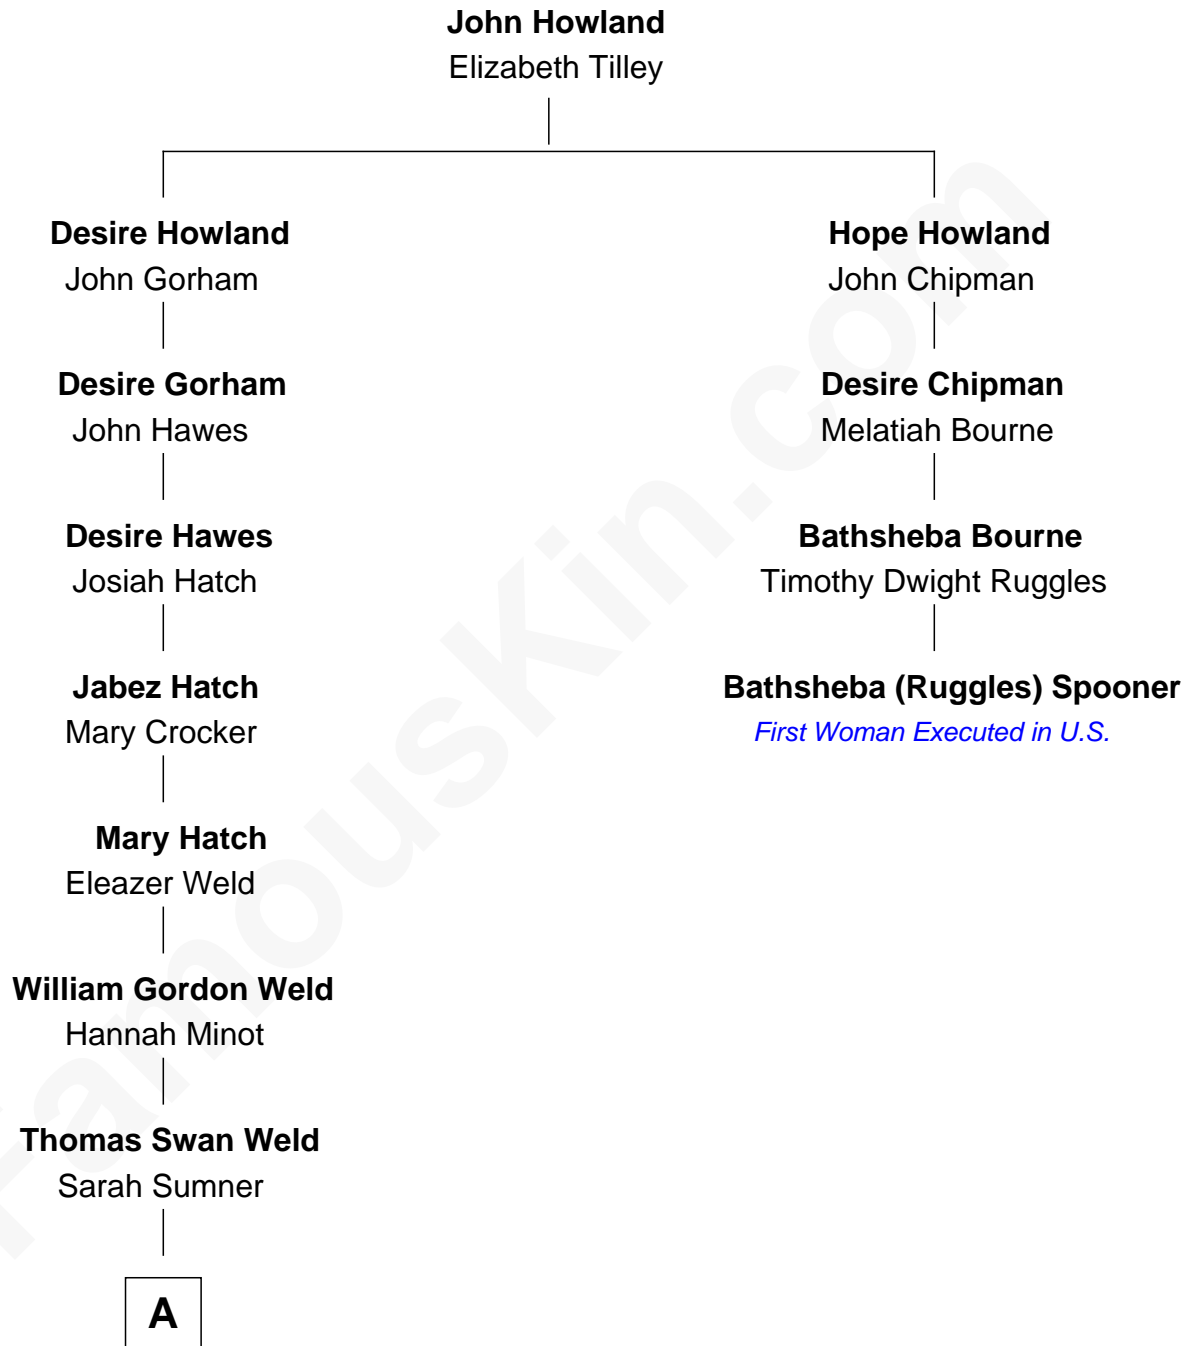 John Howland
Elizabeth Tilley
Desire Howland
John Gorham
Hope Howland
John Chipman
Desire Gorham
John Hawes
Desire Chipman
Melatiah Bourne
Desire Hawes
Josiah Hatch
Bathsheba Bourne
Timothy Dwight Ruggles
Jabez Hatch
Mary Crocker
Bathsheba (Ruggles) Spooner
First Woman Executed in U.S.
Mary Hatch
Eleazer Weld
William Gordon Weld
Hannah Minot
Thomas Swan Weld
Sarah Sumner
A
FamousKin.com